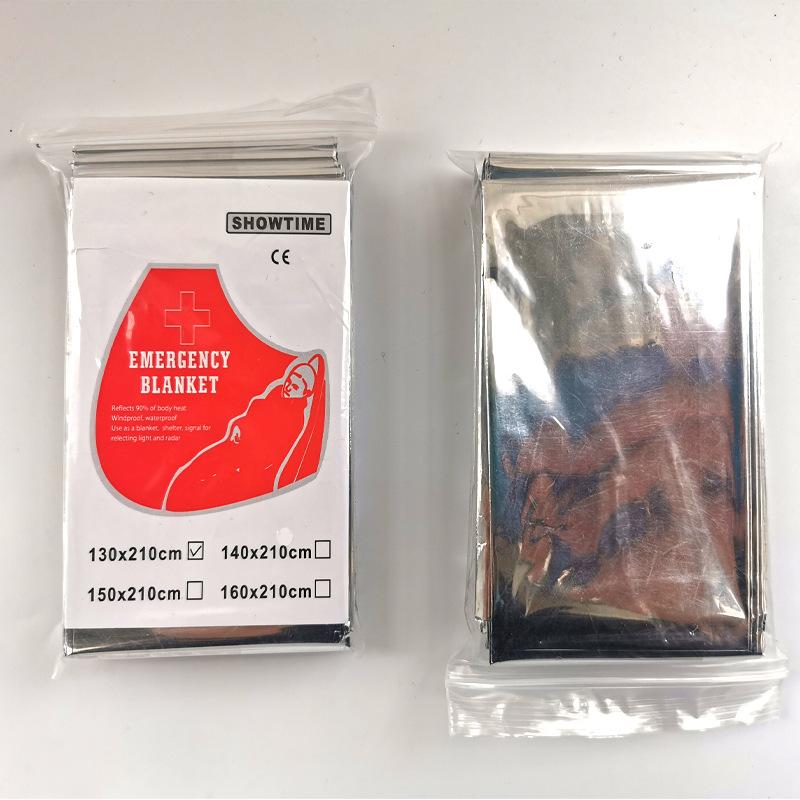 SHOWTIME
CE
EMERGENCY
BLANKET
Reflects 90% of body heat
Windproof, waterproof
Use as a blanket, shelter, signal for
relecting light and radar
130x210cm ☑ 140x210cm ☐
150x210cm ☐ 160x210cm ☐